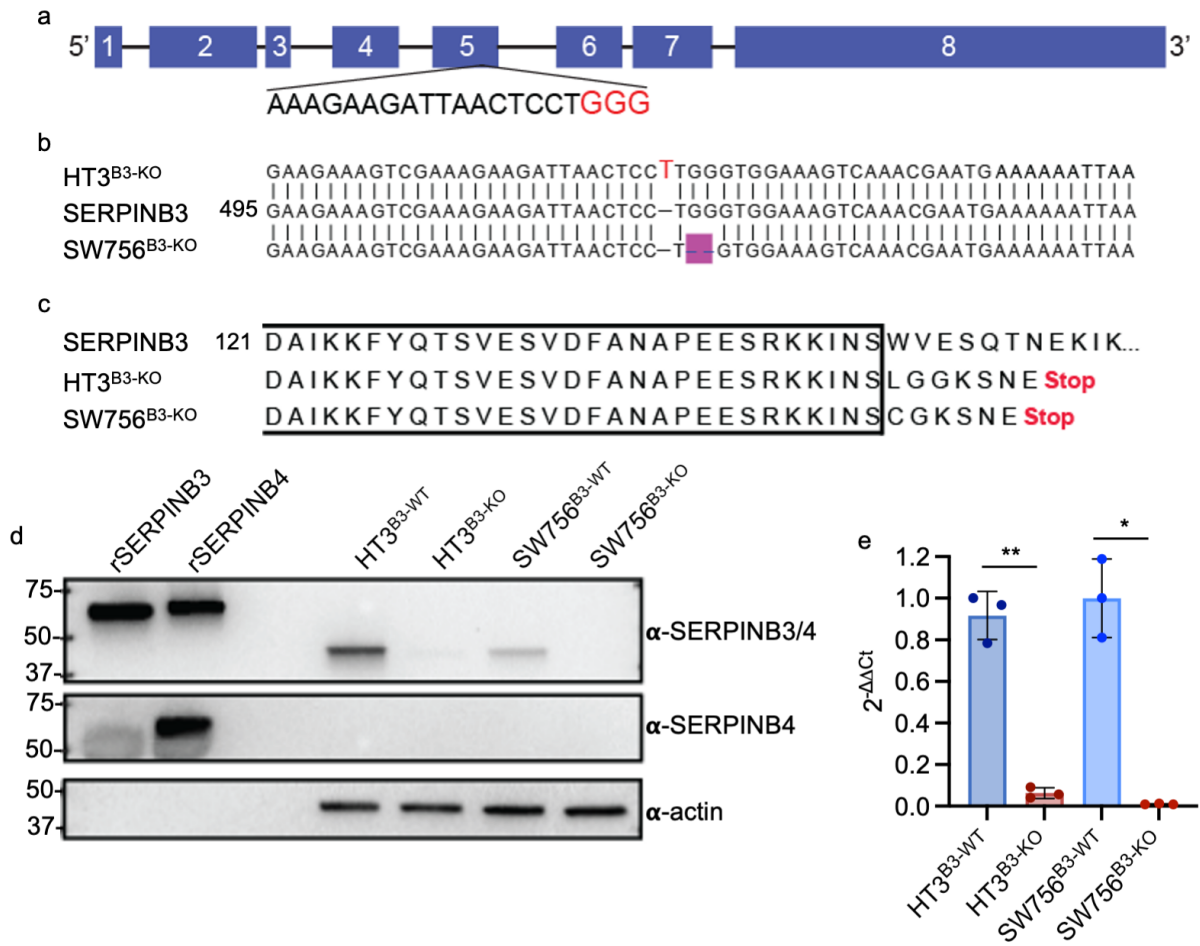 a
5’ 1 2 3 4 5 6 7 8 3’
AAAGAAGATTAACTCCTGGG
b
HT3B3-KO GAAGAAAGTCGAAAGAAGATTAACTCCTTGGGTGGAAAGTCAAACGAATGAAAAAATTAA
SERPINB3 495 GAAGAAAGTCGAAAGAAGATTAACTCC–TGGGTGGAAAGTCAAACGAATGAAAAAATTAA
SW756B3-KO GAAGAAAGTCGAAAGAAGATTAACTCC–T--GTGGAAAGTCAAACGAATGAAAAAATTAA
c
SERPINB3 121 DAIKKFYQTSVESVDFANAPEESRKKINSWVESQTNEKIK...
HT3B3-KO DAIKKFYQTSVESVDFANAPEESRKKINSLGGKSNE Stop
SW756B3-KO DAIKKFYQTSVESVDFANAPEESRKKINSCGKSNE Stop
d
rSERPINB3 rSERPINB4 HT3B3-WT HT3B3-KO SW756B3-WT SW756B3-KO
75-
50-
37-
α-SERPINB3/4
75-
50-
α-SERPINB4
50-
37-
α-actin
e
** *
2-ΔΔCt
1.2
1.0
0.8
0.6
0.4
0.2
0.0
HT3B3-WT HT3B3-KO SW756B3-WT SW756B3-KO